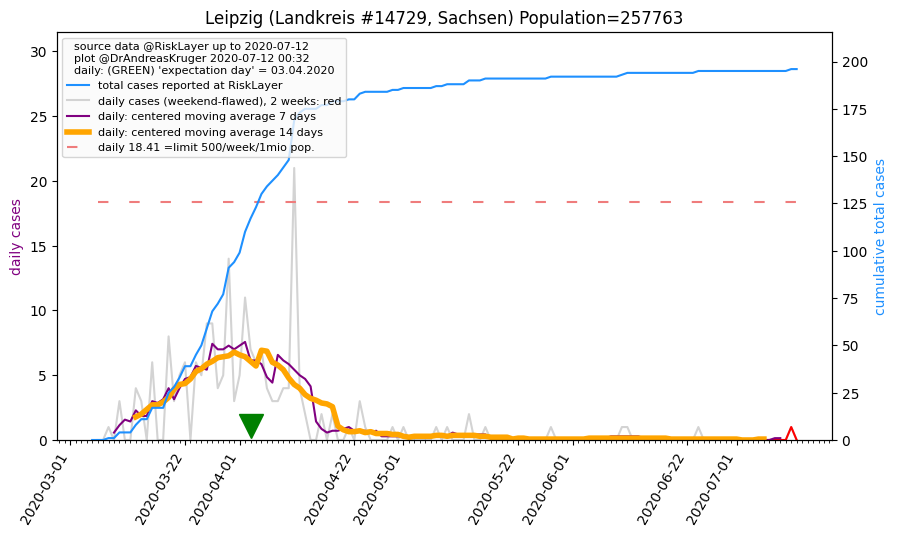 Leipzig (Landkreis #14729, Sachsen) Population=257763
source data @RiskLayer up to 2020-07-12
plot @DrAndreasKruger 2020-07-12 00:32
daily: (GREEN) 'expectation day' = 03.04.2020
total cases reported at RiskLayer
daily cases (weekend-flawed), 2 weeks: red
daily: centered moving average 7 days
daily: centered moving average 14 days
daily 18.41 =limit 500/week/1mio pop.
daily cases
30
25
20
15
10
5
0
cumulative total cases
200
175
150
125
100
75
50
25
0
2020-03-01
2020-03-22
2020-04-01
2020-04-22
2020-05-01
2020-05-22
2020-06-01
2020-06-22
2020-07-01